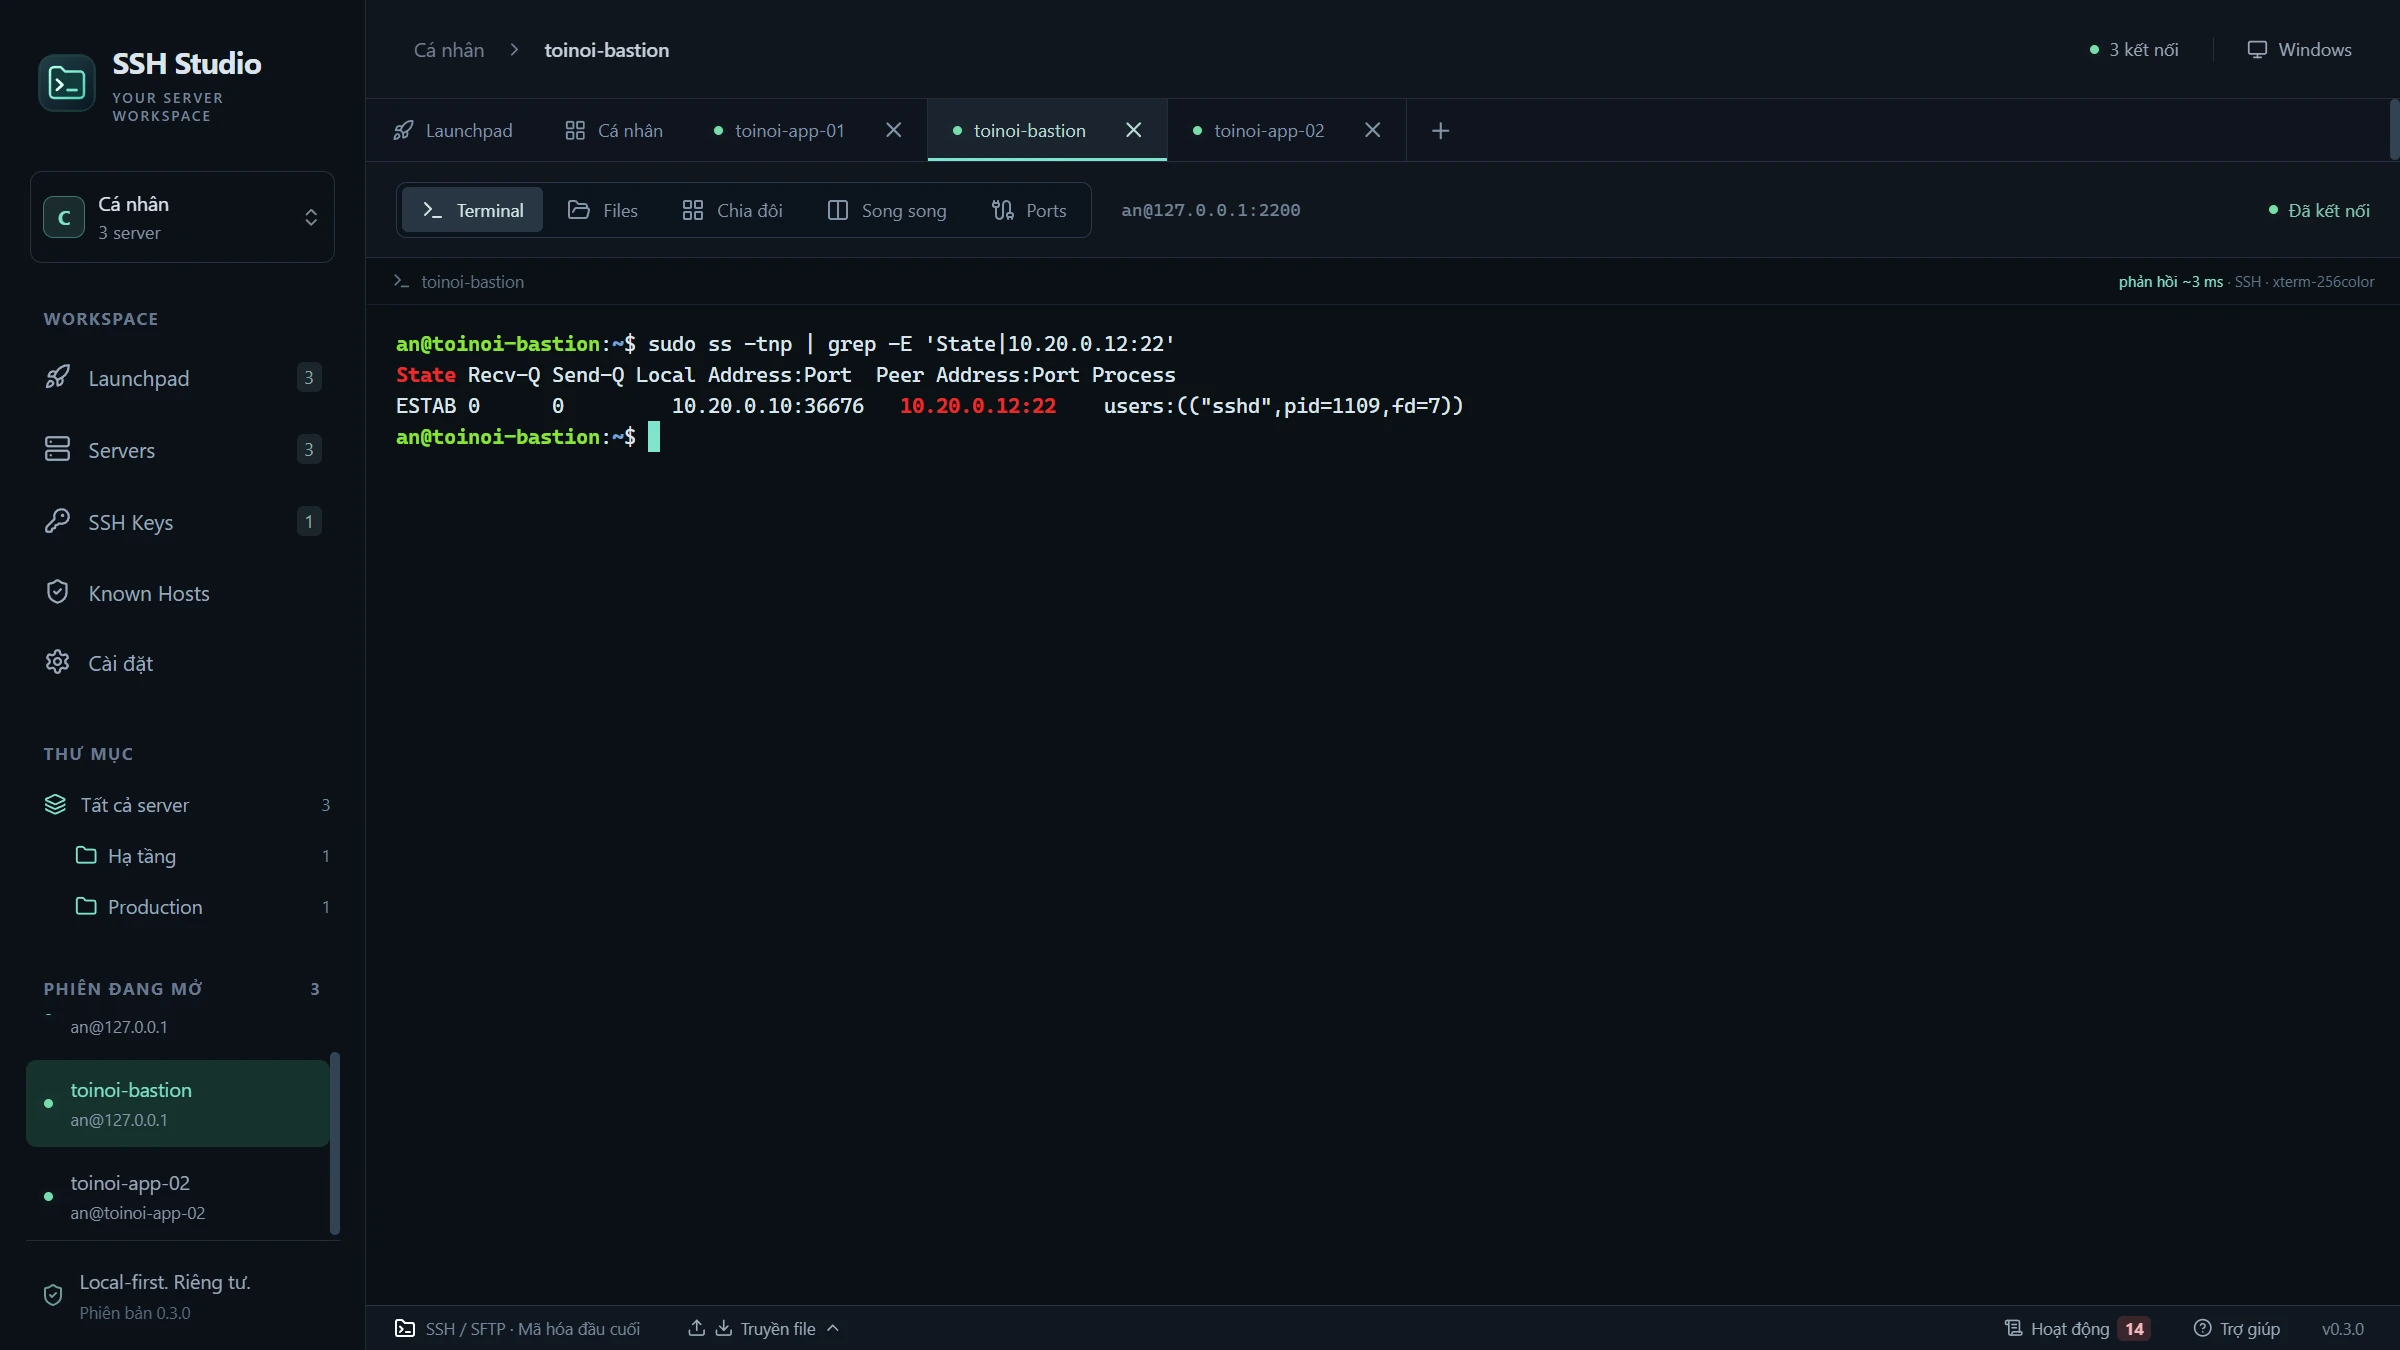 SSH Studio
YOUR SERVER
WORKSPACE
C
Cá nhân
3 server
WORKSPACE
Launchpad 3
Servers 3
SSH Keys 1
Known Hosts
Cài đặt
THƯ MỤC
Tất cả server 3
Hạ tầng 1
Production 1
PHIÊN ĐANG MỞ 3
an@127.0.0.1
toinoi-bastion
an@127.0.0.1
toinoi-app-02
an@toinoi-app-02
Local-first. Riêng tư.
Phiên bản 0.3.0
Cá nhân > toinoi-bastion
3 kết nối
Windows
Launchpad
Cá nhân
toinoi-app-01
toinoi-bastion
toinoi-app-02
Terminal
Files
Chia đôi
Song song
Ports
an@127.0.0.1:2200
Đã kết nối
toinoi-bastion
phản hồi ~3 ms · SSH · xterm-256color
an@toinoi-bastion:~$ sudo ss -tnp | grep -E 'State|10.20.0.12:22'
State Recv-Q Send-Q Local Address:Port  Peer Address:Port Process
ESTAB 0      0         10.20.0.10:36676   10.20.0.12:22    users:(("sshd",pid=1109,fd=7))
an@toinoi-bastion:~$
SSH / SFTP · Mã hóa đầu cuối
Truyền file
Hoạt động 14
Trợ giúp
v0.3.0